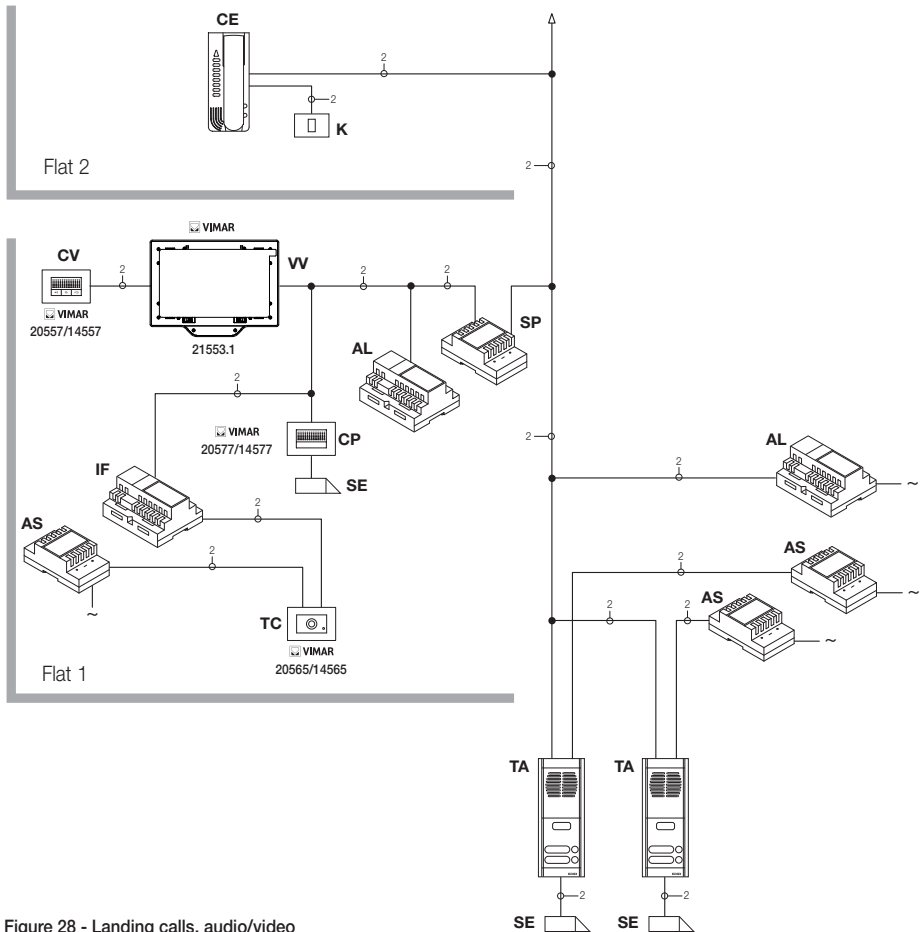 CE
2
2
K
2
Flat 2
VIMAR
CV
2
VV
2
2
SP
VIMAR
20557/14557
21553.1
AL
2
2
VIMAR
20577/14577
CP
AL
2
IF
SE
2
AS
2
AS
2
2
2
AS
~
~
~
~
TC
VIMAR
20565/14565
Flat 1
TA
TA
2
2
SE
SE
Figure 28 - Landing calls, audio/video